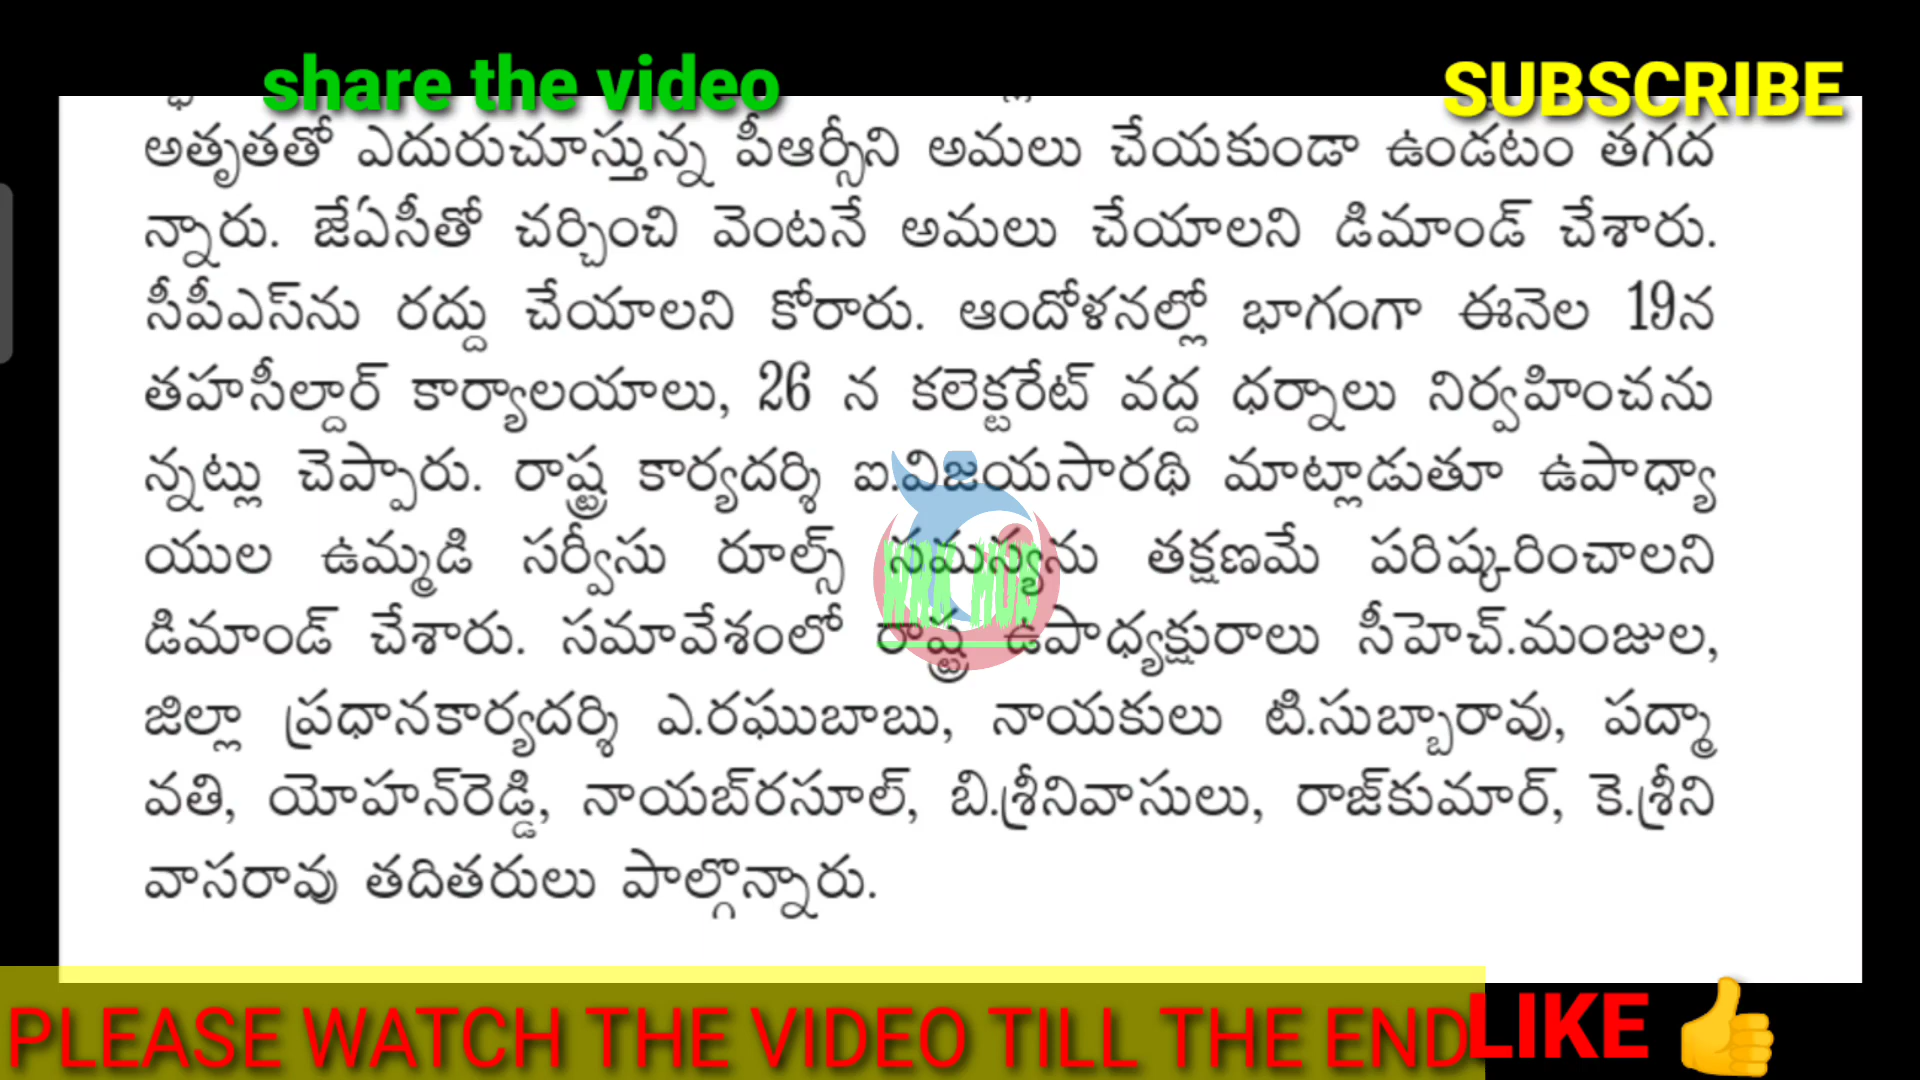 share the video
SUBSCRIBE
అతృతతో ఎదురుచూస్తున్న పీఆర్సీని అమలు చేయకుండా ఉండటం తగద
న్నారు. జేఏసీతో చర్చించి వెంటనే అమలు చేయాలని డిమాండ్ చేశారు.
సీపీఎస్‌ను రద్దు చేయాలని కోరారు. ఆందోళనల్లో భాగంగా ఈనెల 19న
తహసీల్దార్ కార్యాలయాలు, 26 న కలెక్టరేట్ వద్ద ధర్నాలు నిర్వహించను
న్నట్లు చెప్పారు. రాష్ట్ర కార్యదర్శి ఐ.విజయసారథి మాట్లాడుతూ ఉపాధ్యా
యుల ఉమ్మడి సర్వీసు రూల్స్ సమస్యను తక్షణమే పరిష్కరించాలని
డిమాండ్ చేశారు. సమావేశంలో రాష్ట్ర ఉపాధ్యక్షురాలు సీహెచ్.మంజుల,
జిల్లా ప్రధానకార్యదర్శి ఎ.రఘుబాబు, నాయకులు టి.సుబ్బారావు, పద్మా
వతి, యోహన్‌రెడ్డి, నాయబ్‌రసూల్, బి.శ్రీనివాసులు, రాజ్‌కుమార్, కె.శ్రీని
వాసరావు తదితరులు పాల్గొన్నారు.
PLEASE WATCH THE VIDEO TILL THE END
LIKE